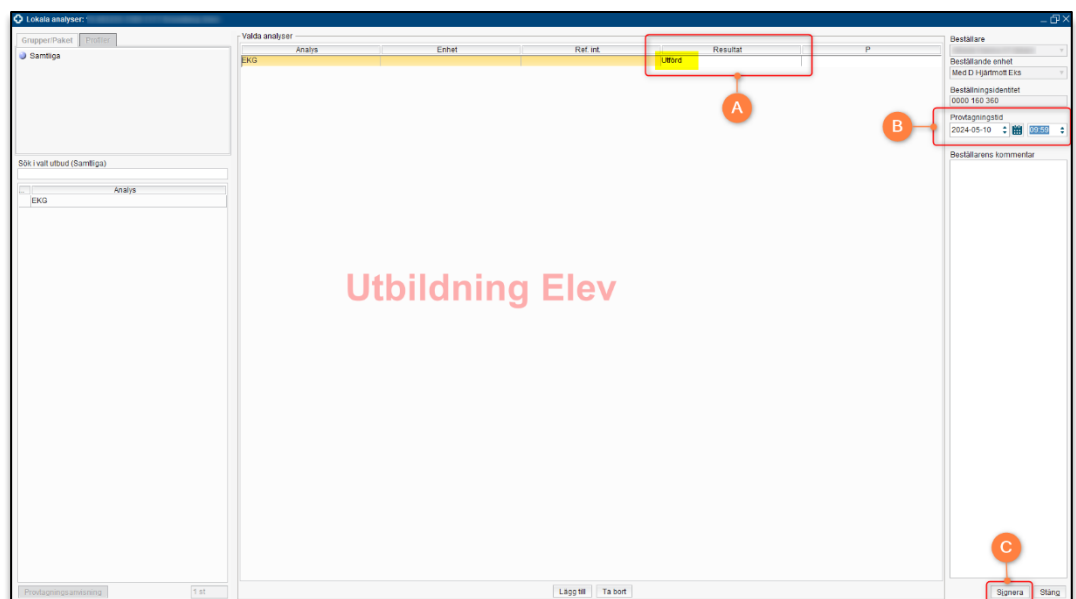 Lokala analyser:
Grupper/Paket Profiler
Samtliga
Sök i valt utbud (Samtliga)
... Analys
EKG
Provtagningsanvisning 1 st
Valda analyser
Analys Enhet Ref. int. Resultat P
EKG Utförd
A
Utbildning Elev
Lägg till Ta bort
Beställare
Beställande enhet
Med D Hjärtmott Eks
Beställningsidentitet
0000 160 360
B
Provtagningstid
2024-05-10 09:59
Beställarens kommentar
C
Signera Stäng